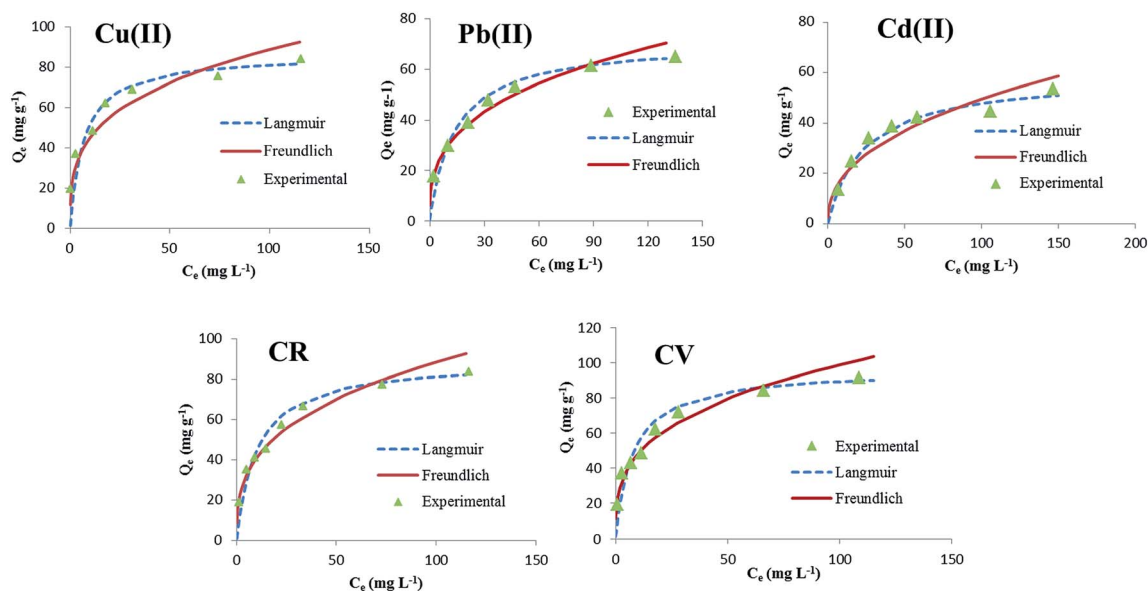 Cu(II)
100
80
60
40
20
0
0
50
100
150
Qe (mg g-1)
Ce (mg L-1)
Langmuir
Freundlich
Experimental
Pb(II)
80
60
40
20
0
0
30
60
90
120
150
Qe (mg g-1)
Ce (mg L-1)
Experimental
Langmuir
Freundlich
Cd(II)
80
60
40
20
0
0
50
100
150
200
Qe (mg g-1)
Ce (mg L-1)
Langmuir
Freundlich
Experimental
CR
100
80
60
40
20
0
0
50
100
150
Qe (mg g-1)
Ce (mg L-1)
Langmuir
Freundlich
Experimental
CV
120
100
80
60
40
20
0
0
50
100
150
Qe (mg g-1)
Ce (mg L-1)
Experimental
Langmuir
Freundlich